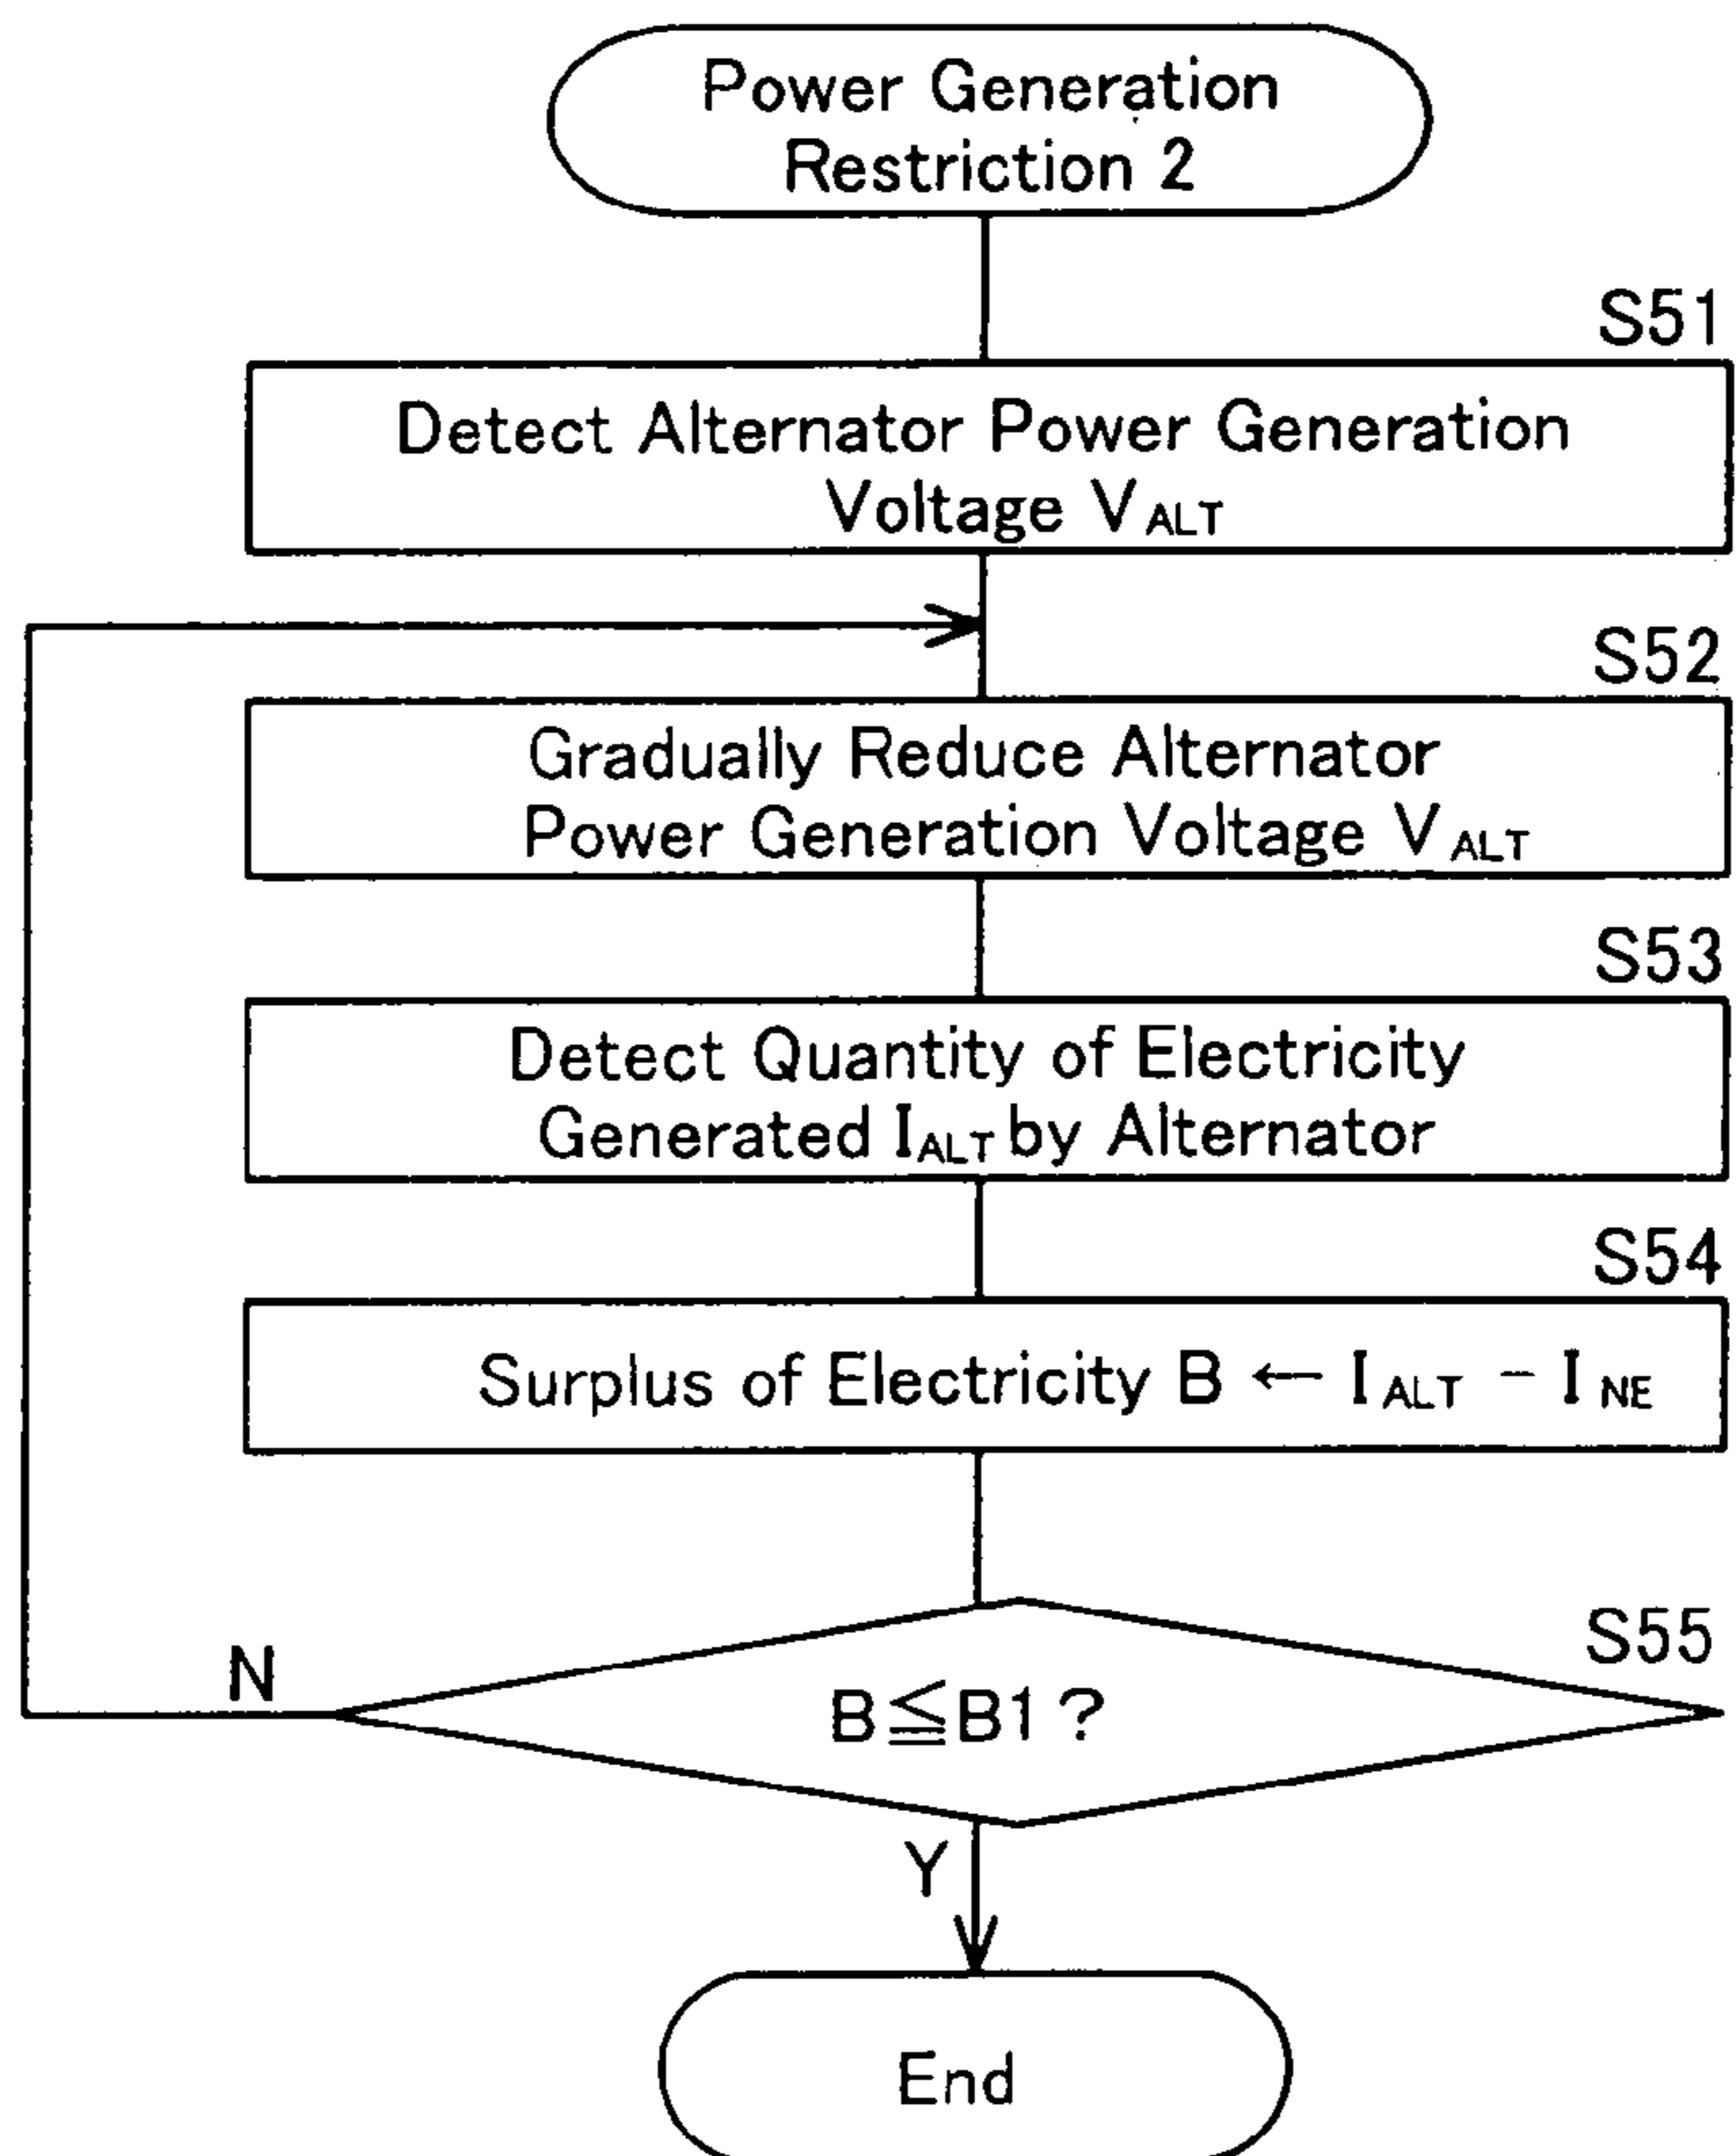 Power Generation
Restriction 2
S51
Detect Alternator Power Generation
Voltage VALT
S52
Gradually Reduce Alternator
Power Generation Voltage VALT
S53
Detect Quantity of Electricity
Generated IALT by Alternator
S54
Surplus of Electricity B ← IALT - INE
S55
N
B≦B1?
Y
End